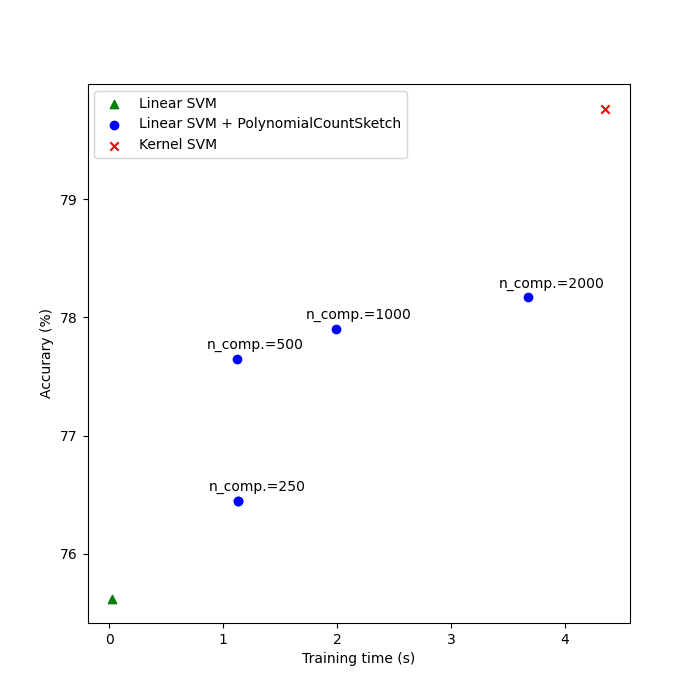 Linear SVM
Linear SVM + PolynomialCountSketch
Kernel SVM
79
78
77
76
Accurary (%)
n_comp.=2000
n_comp.=1000
n_comp.=500
n_comp.=250
0 1 2 3 4
Training time (s)